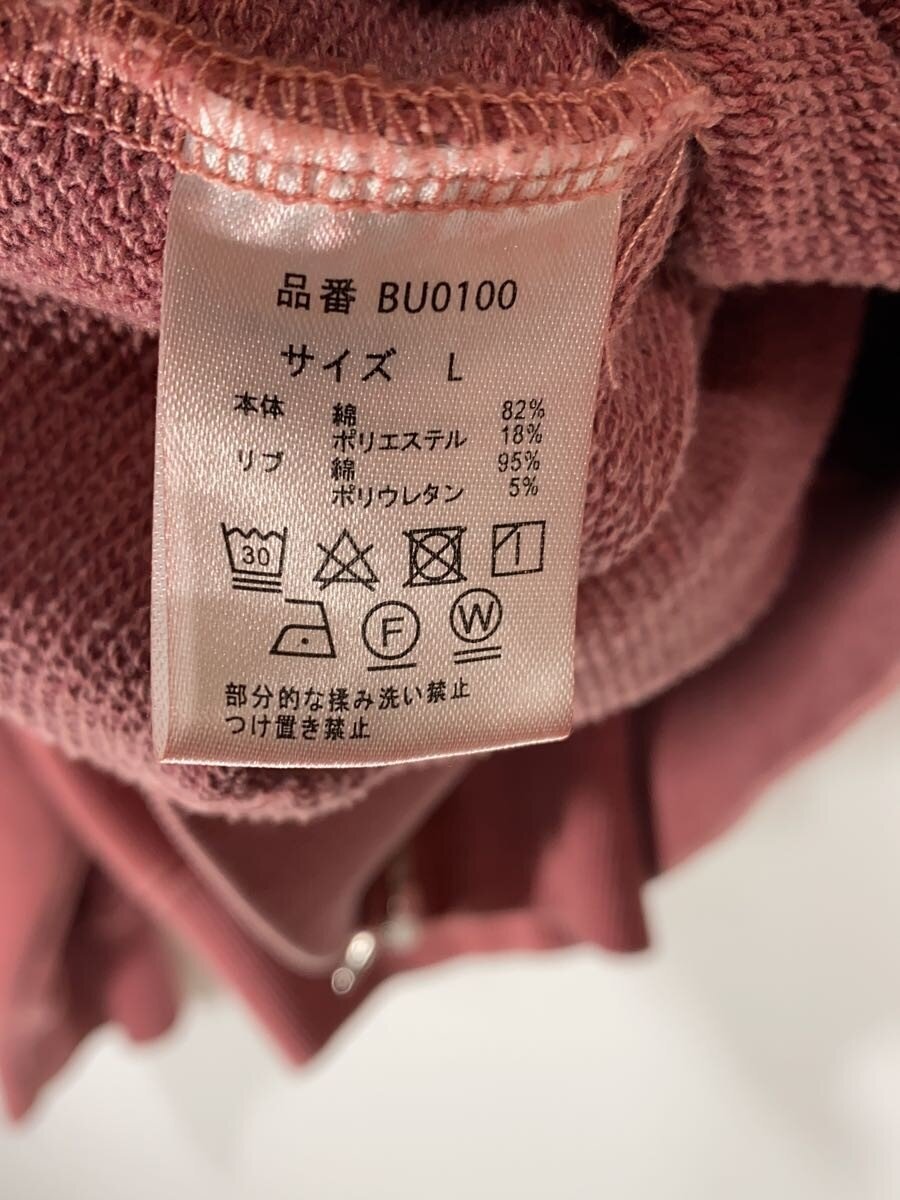 品番 BU0100
サイズ L
本体 綿 82%
ポリエステル 18%
リブ 綿 95%
ポリウレタン 5%
30
F W
部分的な揉み洗い禁止
つけ置き禁止